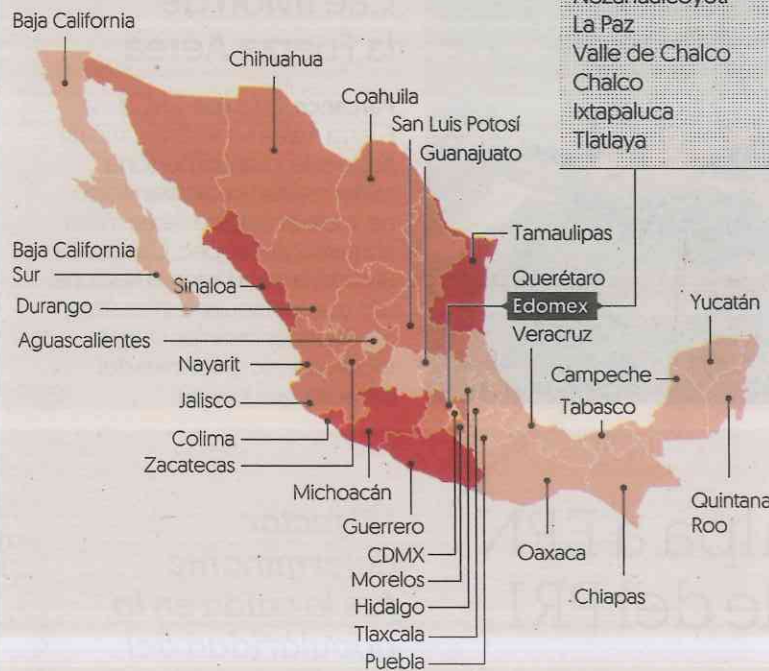 La Paz
Valle de Chalco
Chalco
Ixtapaluca
Tlatlaya
Baja California
Chihuahua
Coahuila
San Luis Potosí
Guanajuato
Tamaulipas
Baja California
Sur
Sinaloa
Querétaro
Edomex
Durango
Yucatán
Aguascalientes
Veracruz
Nayarit
Campeche
Jalisco
Tabasco
Colima
Zacatecas
Michoacán
Quintana
Roo
Guerrero
CDMX
Oaxaca
Morelos
Chiapas
Hidalgo
Tlaxcala
Puebla